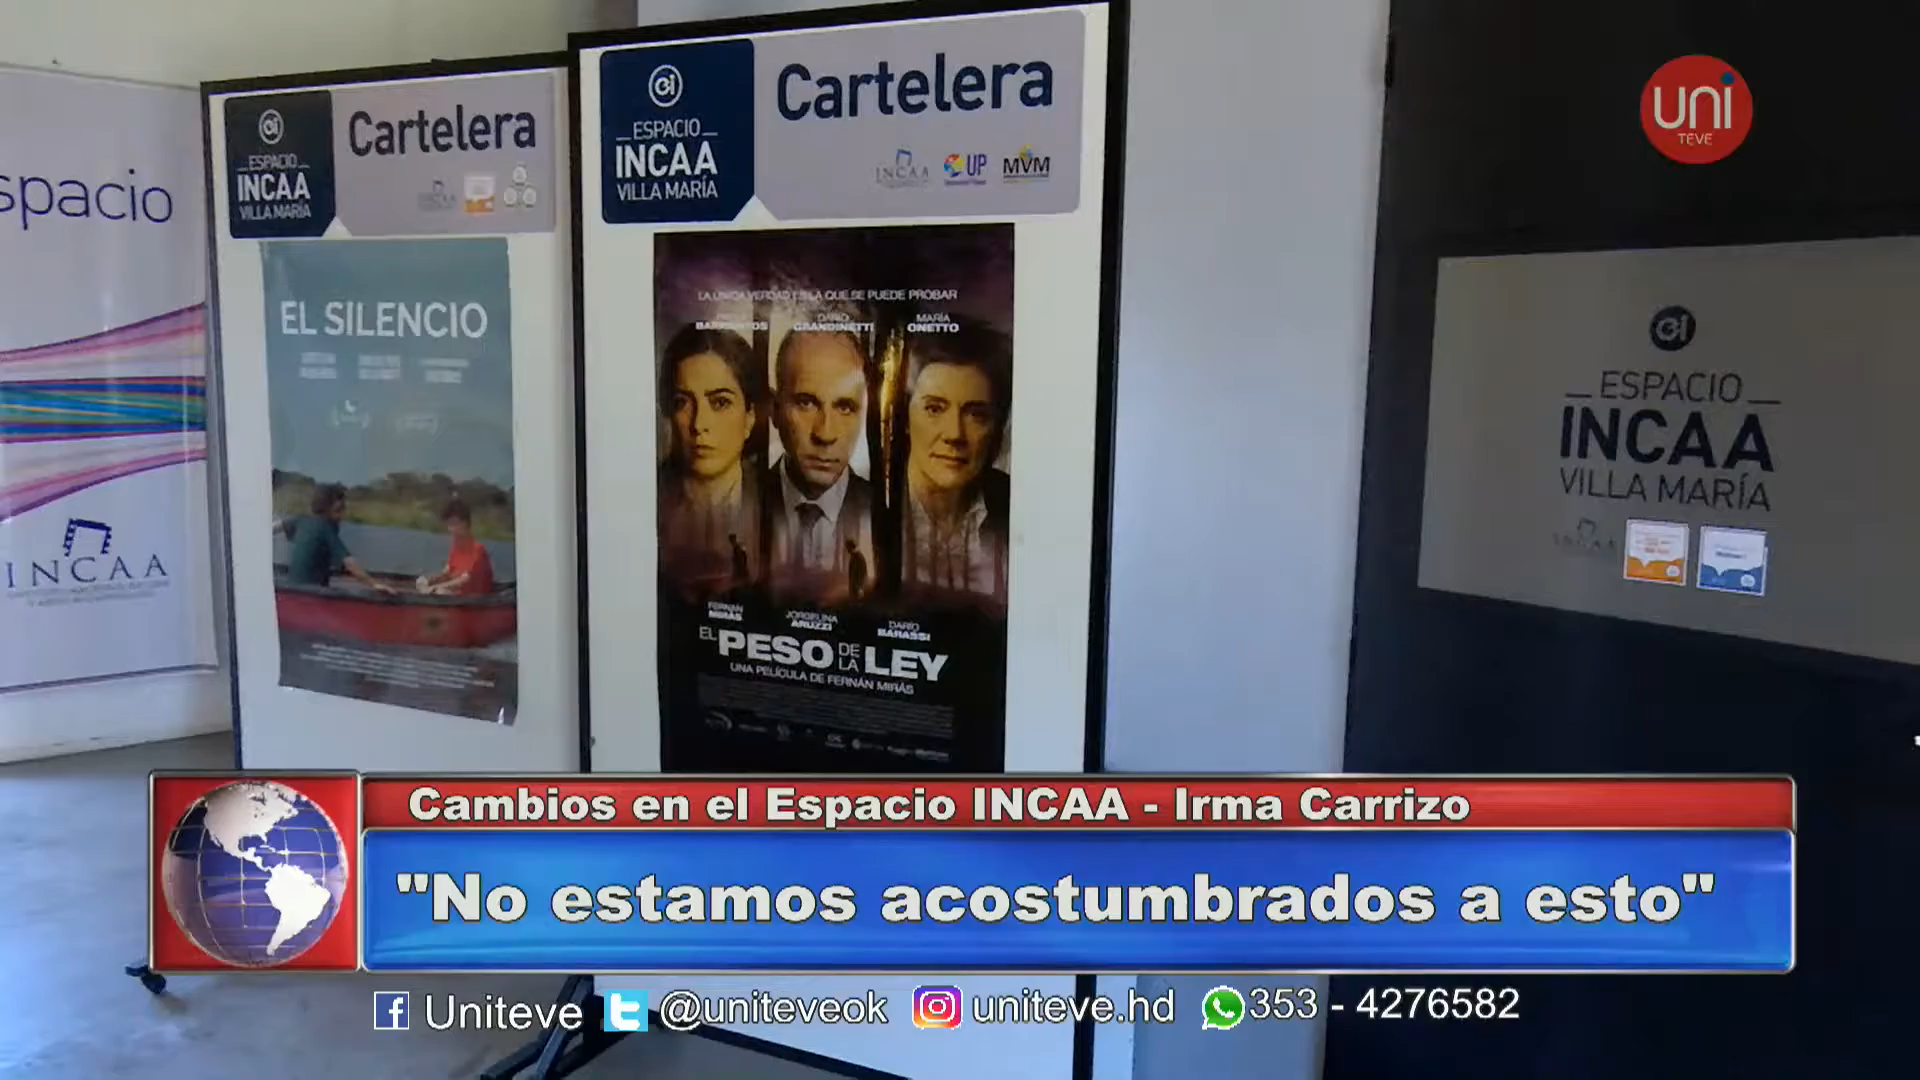 spacio
INCAA
ESPACIO
INCAA
VILLA MARÍA
Cartelera
EL SILENCIO
ESPACIO
INCAA
VILLA MARÍA
Cartelera
INCAA
UP
MVM
LA UNICA VERDAD ES LA QUE SE PUEDE PROBAR
DARÍO
GRANDINETTI
MARÍA
ONETTO
FERNÁN
MIRÁS
JORGELINA
ARUZZI
DARÍO
BARASSI
EL PESO DE LA LEY
UNA PELÍCULA DE FERNÁN MIRÁS
UNI
TEVE
ESPACIO
INCAA
VILLA MARÍA
INCAA
Cambios en el Espacio INCAA - Irma Carrizo
"No estamos acostumbrados a esto"
Uniteve @uniteveok uniteve.hd 353 - 4276582